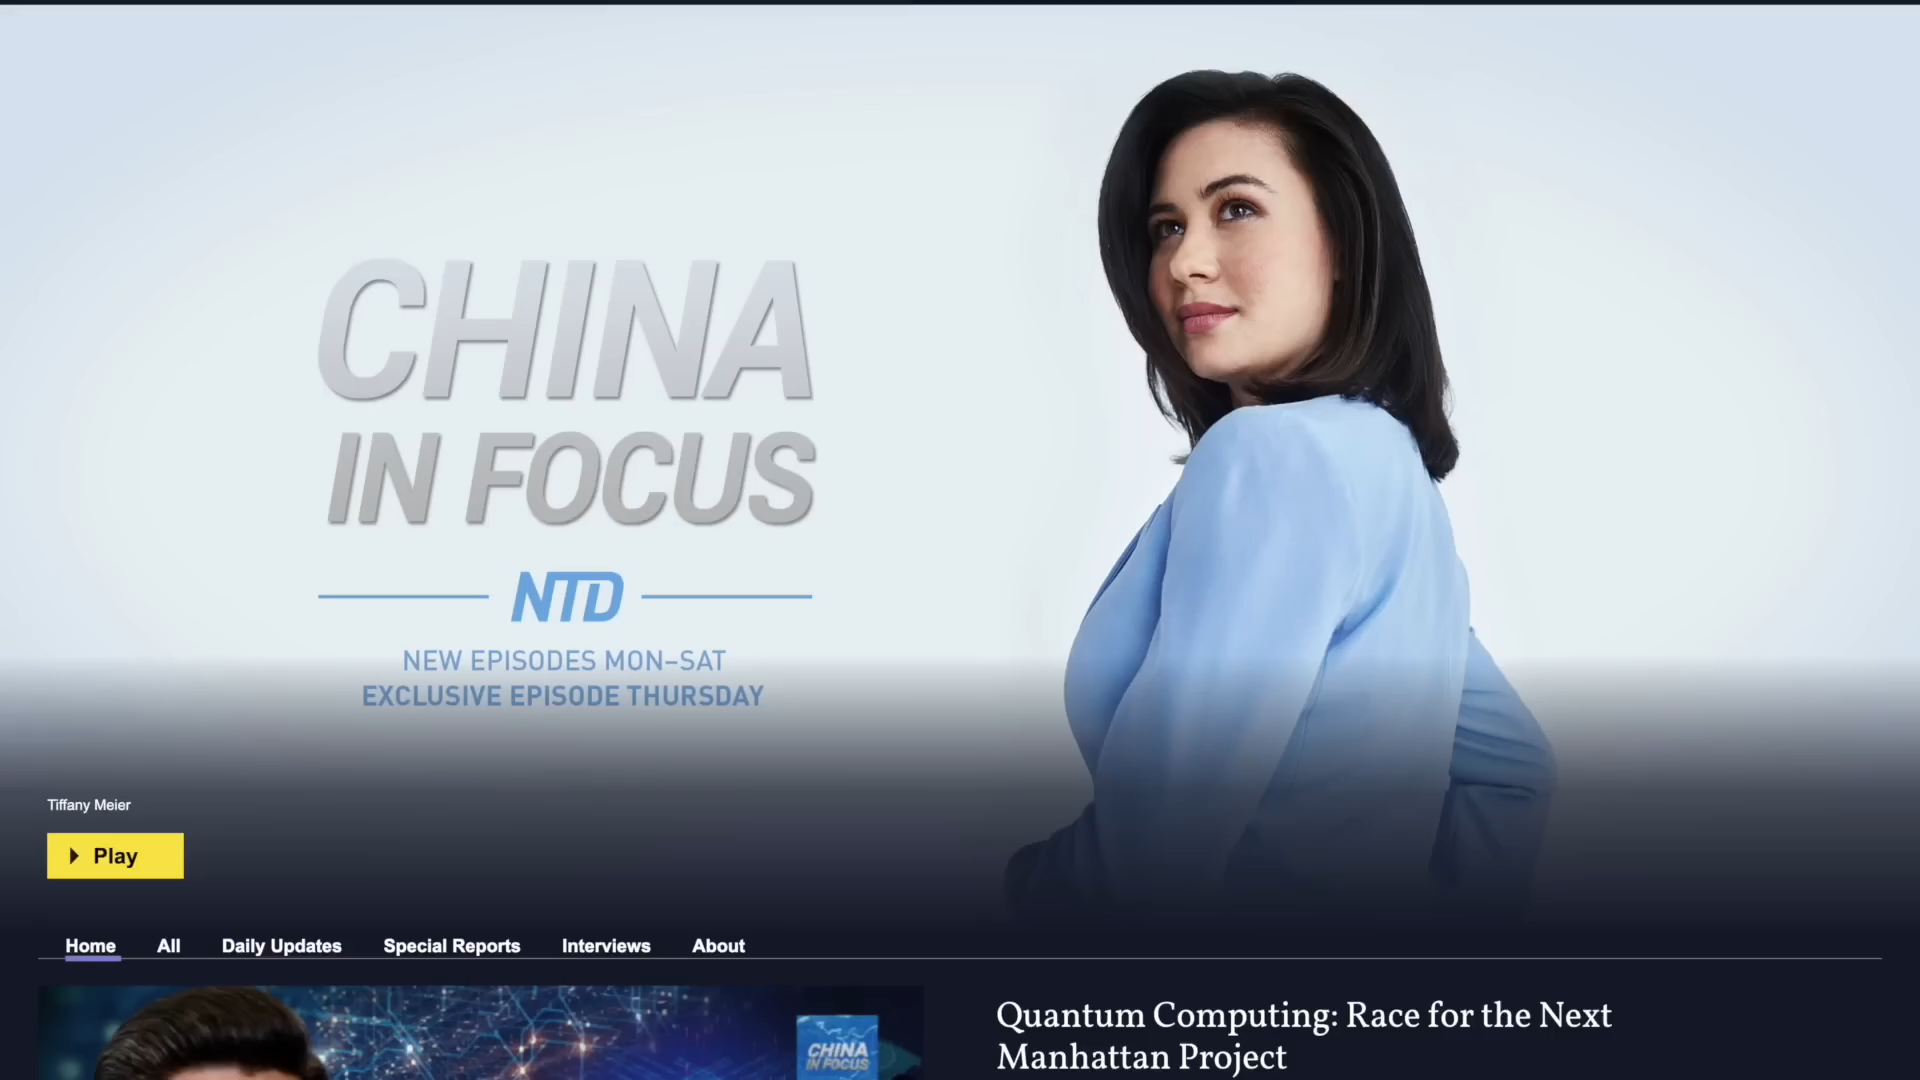 CHINA
IN FOCUS
NTD
NEW EPISODES MON–SAT
EXCLUSIVE EPISODE THURSDAY
Tiffany Meier
Play
Home All Daily Updates Special Reports Interviews About
CHINA
IN FOCUS
Quantum Computing: Race for the Next
Manhattan Project